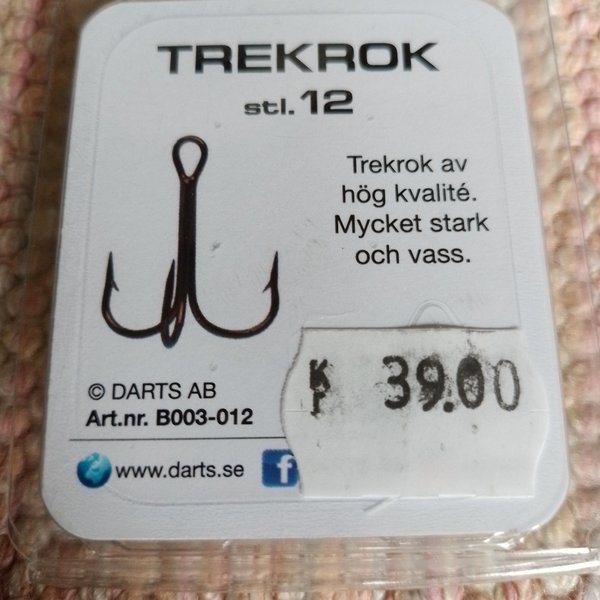 TREKROK
stl.12
Trekrok av
hög kvalité.
Mycket stark
och vass.
© DARTS AB
Art.nr. B003-012
www.darts.se
f
Kr 39.00